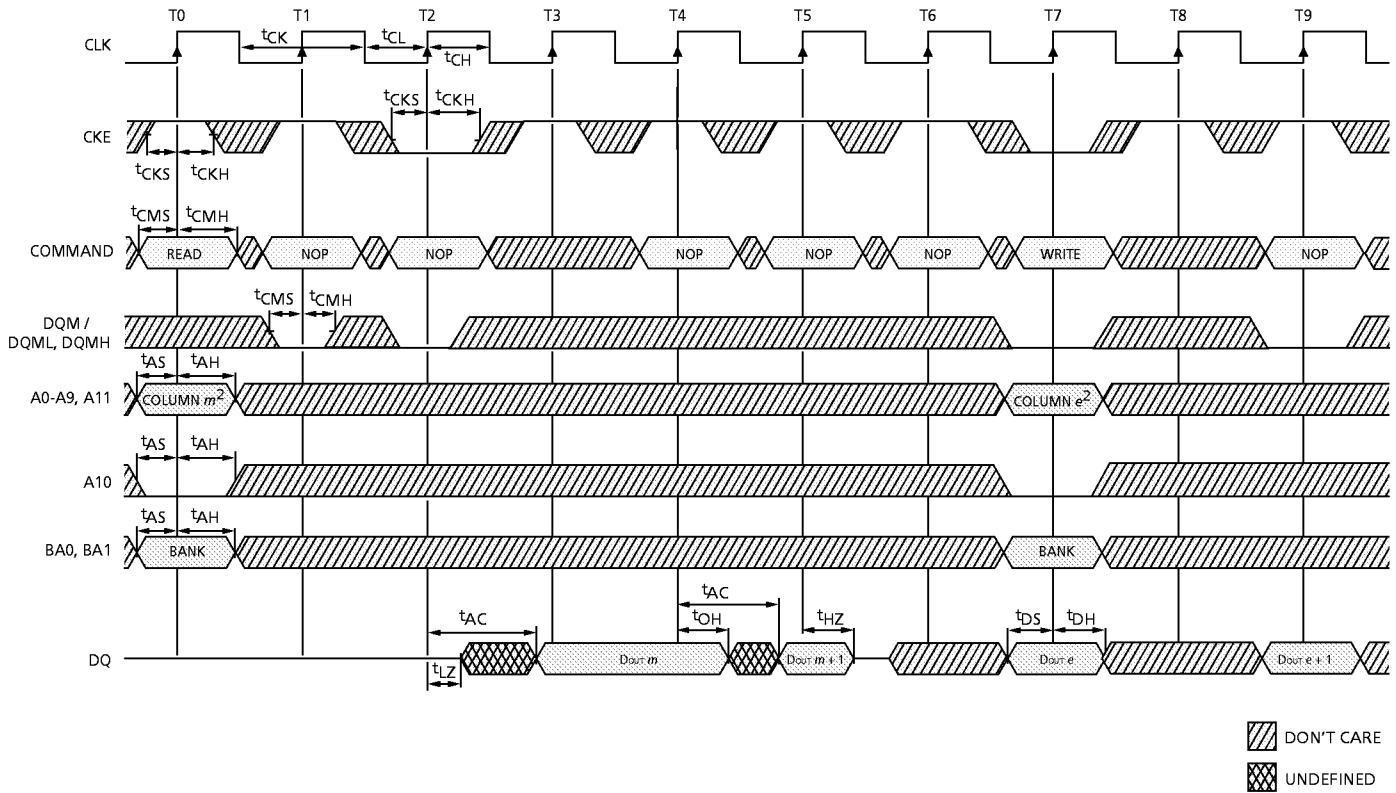 T0 T1 T2 T3 T4 T5 T6 T7 T8 T9
CLK tCK tCL tCH
tCKS tCKH
CKE
tCKS tCKH
tCMS tCMH
COMMAND READ NOP NOP NOP NOP NOP WRITE NOP
tCMS tCMH
DQM /
DQML, DQMH
tAS tAH
A0-A9, A11 COLUMN m2 COLUMN e2
tAS tAH
A10
tAS tAH
BA0, BA1 BANK BANK
tAC
tAC tOH tHZ tDS tDH
DQ DOUT m DOUT m + 1 DOUT e DOUT e + 1
tLZ
DON'T CARE
UNDEFINED